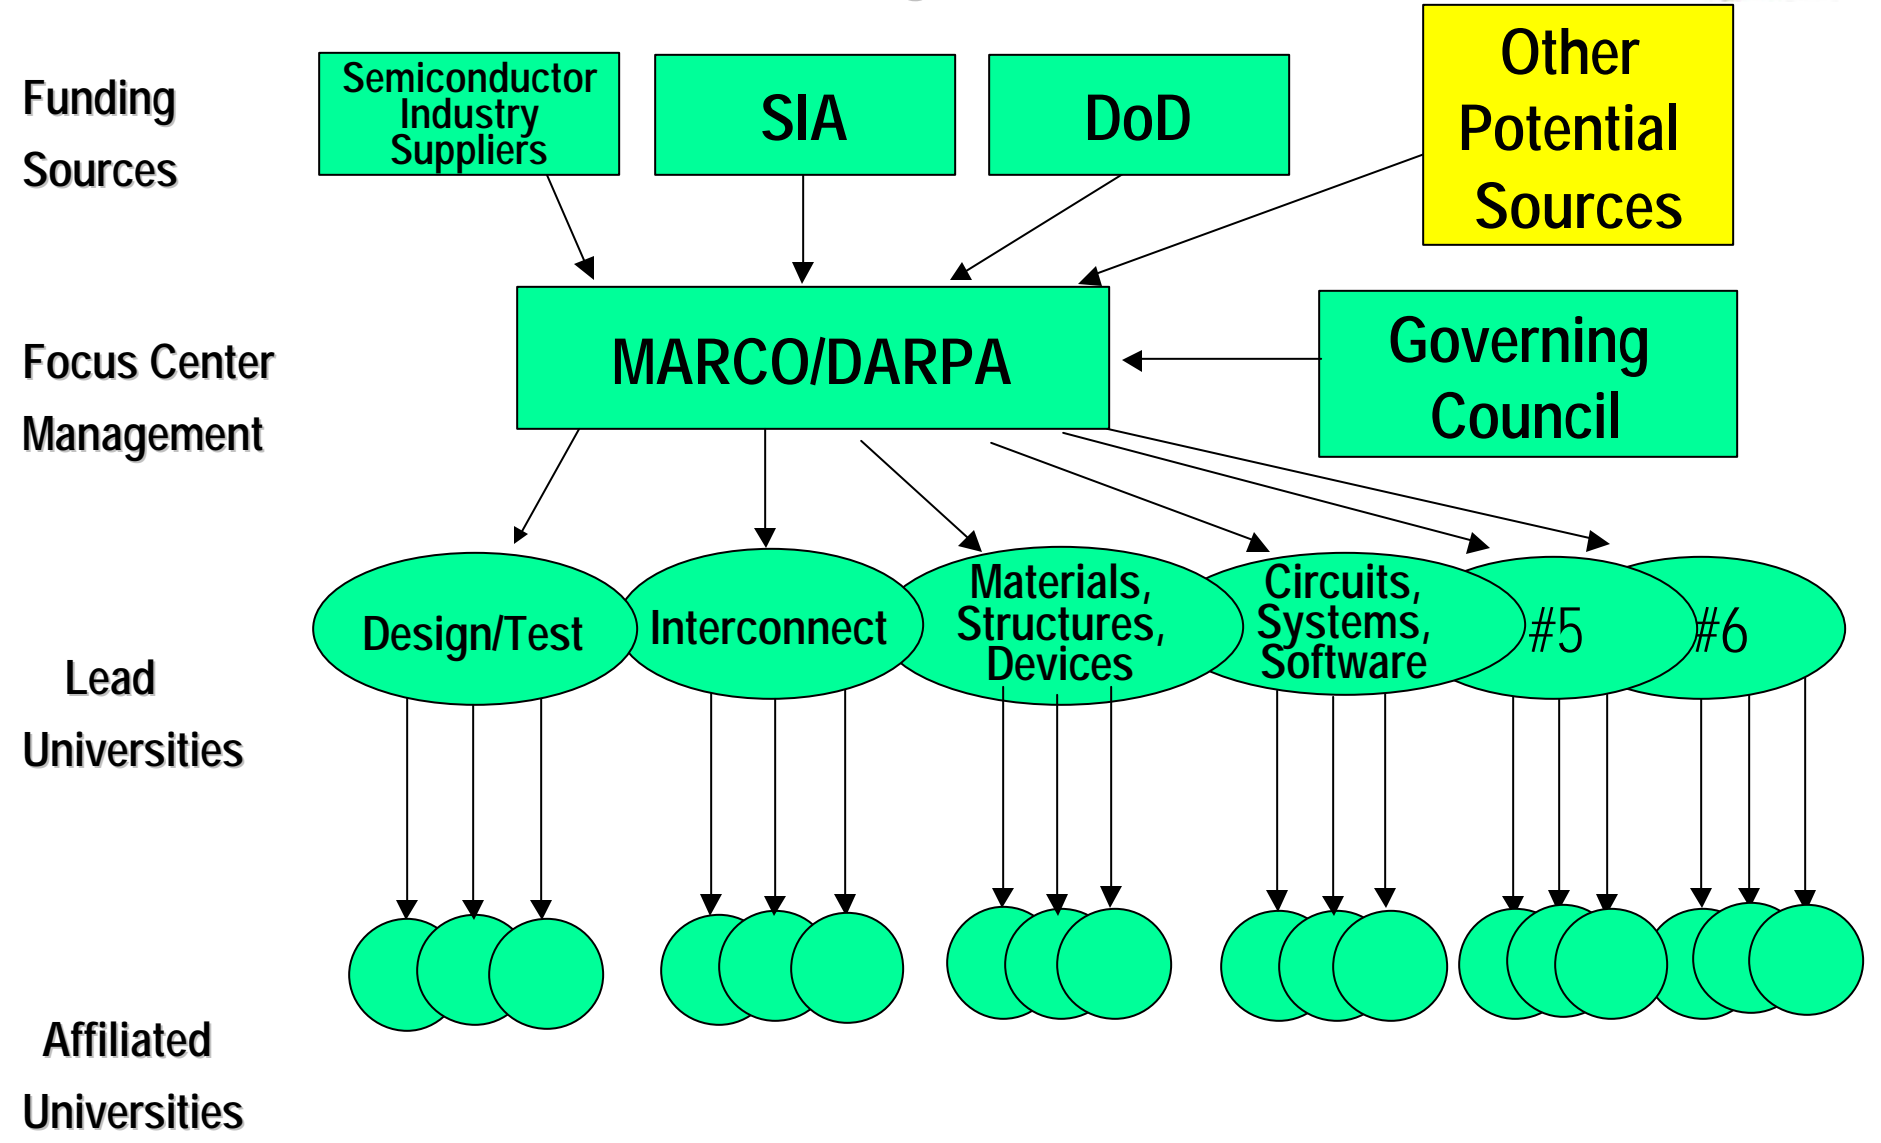 Funding
Sources
Semiconductor
Industry
Suppliers
SIA
DoD
Other
Potential
Sources
Focus Center
Management
MARCO/DARPA
Governing
Council
Lead
Universities
Design/Test
Interconnect
Materials,
Structures,
Devices
Circuits,
Systems,
Software
#5
#6
Affiliated
Universities